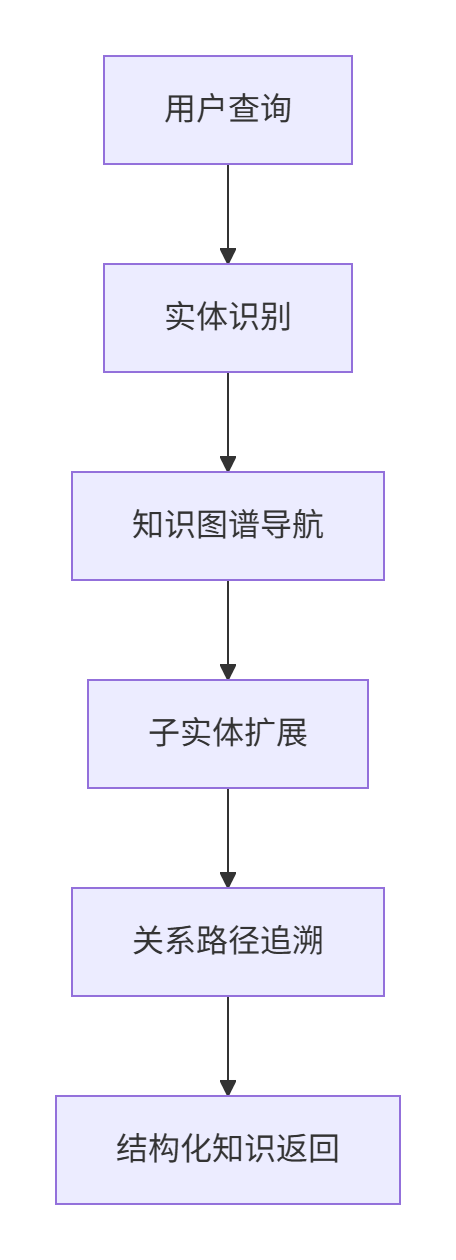 用户查询
实体识别
知识图谱导航
子实体扩展
关系路径追溯
结构化知识返回